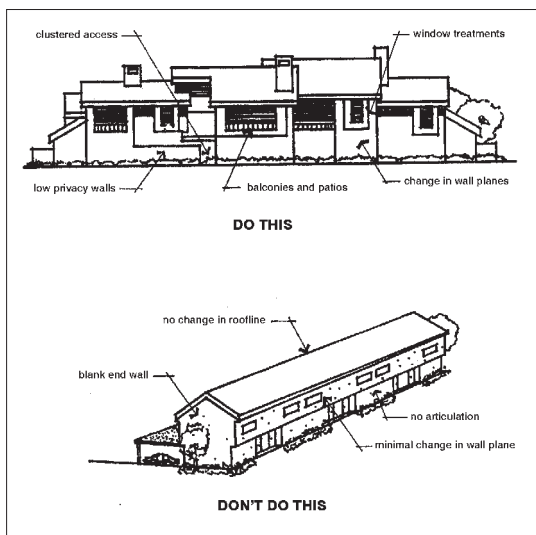 clustered access
window treatments
low privacy walls
balconies and patios
change in wall planes
DO THIS
no change in roofline
blank end wall
no articulation
minimal change in wall plane
DON'T DO THIS